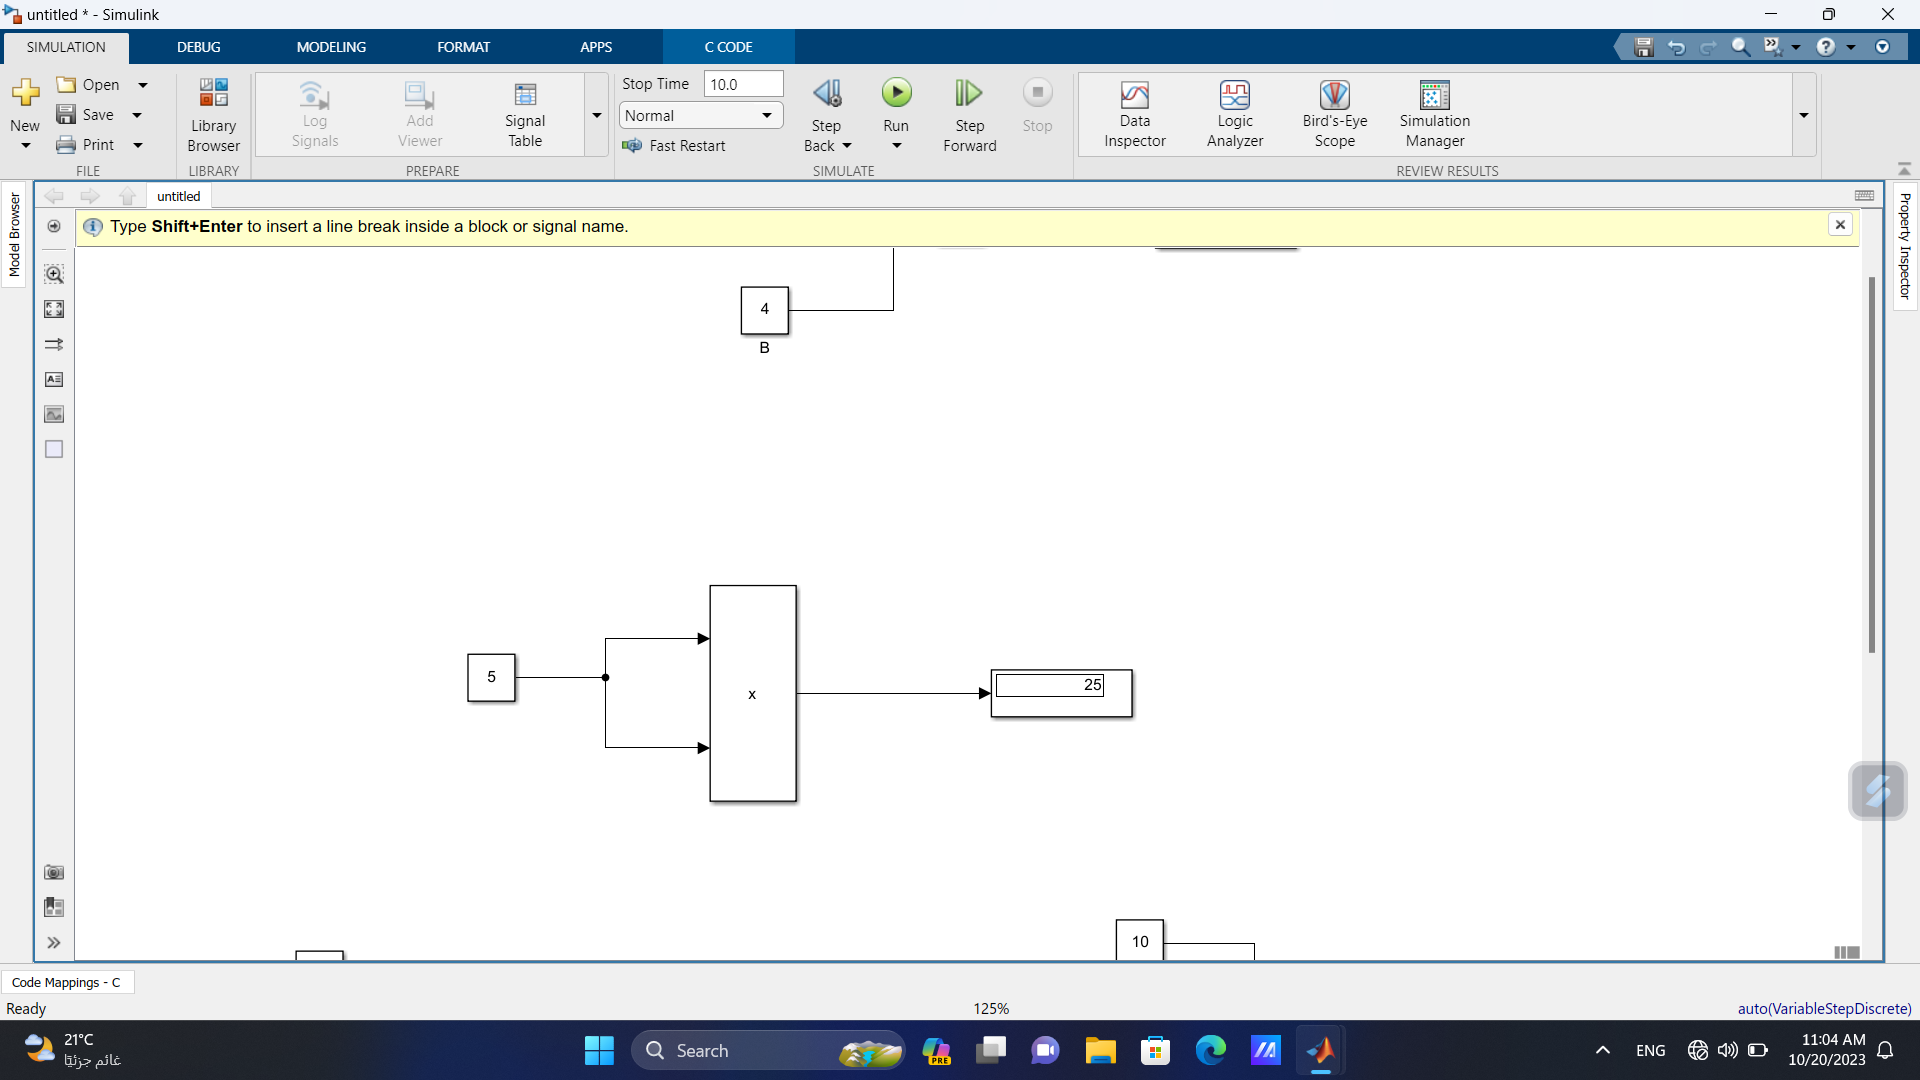 untitled * - Simulink
SIMULATION
DEBUG
MODELING
FORMAT
APPS
C CODE
New
Open
Save
Print
FILE
Library
Browser
LIBRARY
Log
Signals
Add
Viewer
Signal
Table
PREPARE
Stop Time 10.0
Normal
Fast Restart
Step
Back
Run
Step
Forward
Stop
SIMULATE
Data
Inspector
Logic
Analyzer
Bird's-Eye
Scope
Simulation
Manager
REVIEW RESULTS
Model Browser
untitled
Property Inspector
Type Shift+Enter to insert a line break inside a block or signal name.
4
B
5
x
25
10
Code Mappings - C
Ready
125%
auto(VariableStepDiscrete)
21°C
غائم جزئيًا
Search
PRE
ENG
11:04 AM
10/20/2023